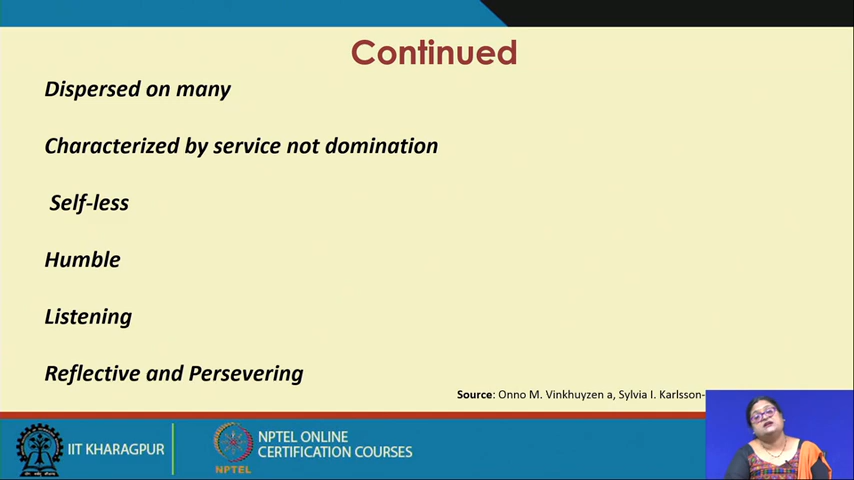 Continued
Dispersed on many
Characterized by service not domination
Self-less
Humble
Listening
Reflective and Persevering
Source: Onno M. Vinkhuyzen a, Sylvia I. Karlsson-
IIT KHARAGPUR
NPTEL
NPTEL ONLINE
CERTIFICATION COURSES